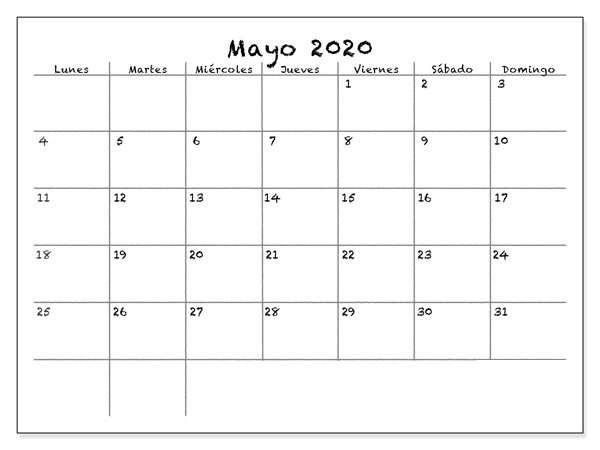 Mayo 2020
Lunes Martes Miércoles Jueves Viernes Sábado Domingo
1 2 3
4 5 6 7 8 9 10
11 12 13 14 15 16 17
18 19 20 21 22 23 24
25 26 27 28 29 30 31